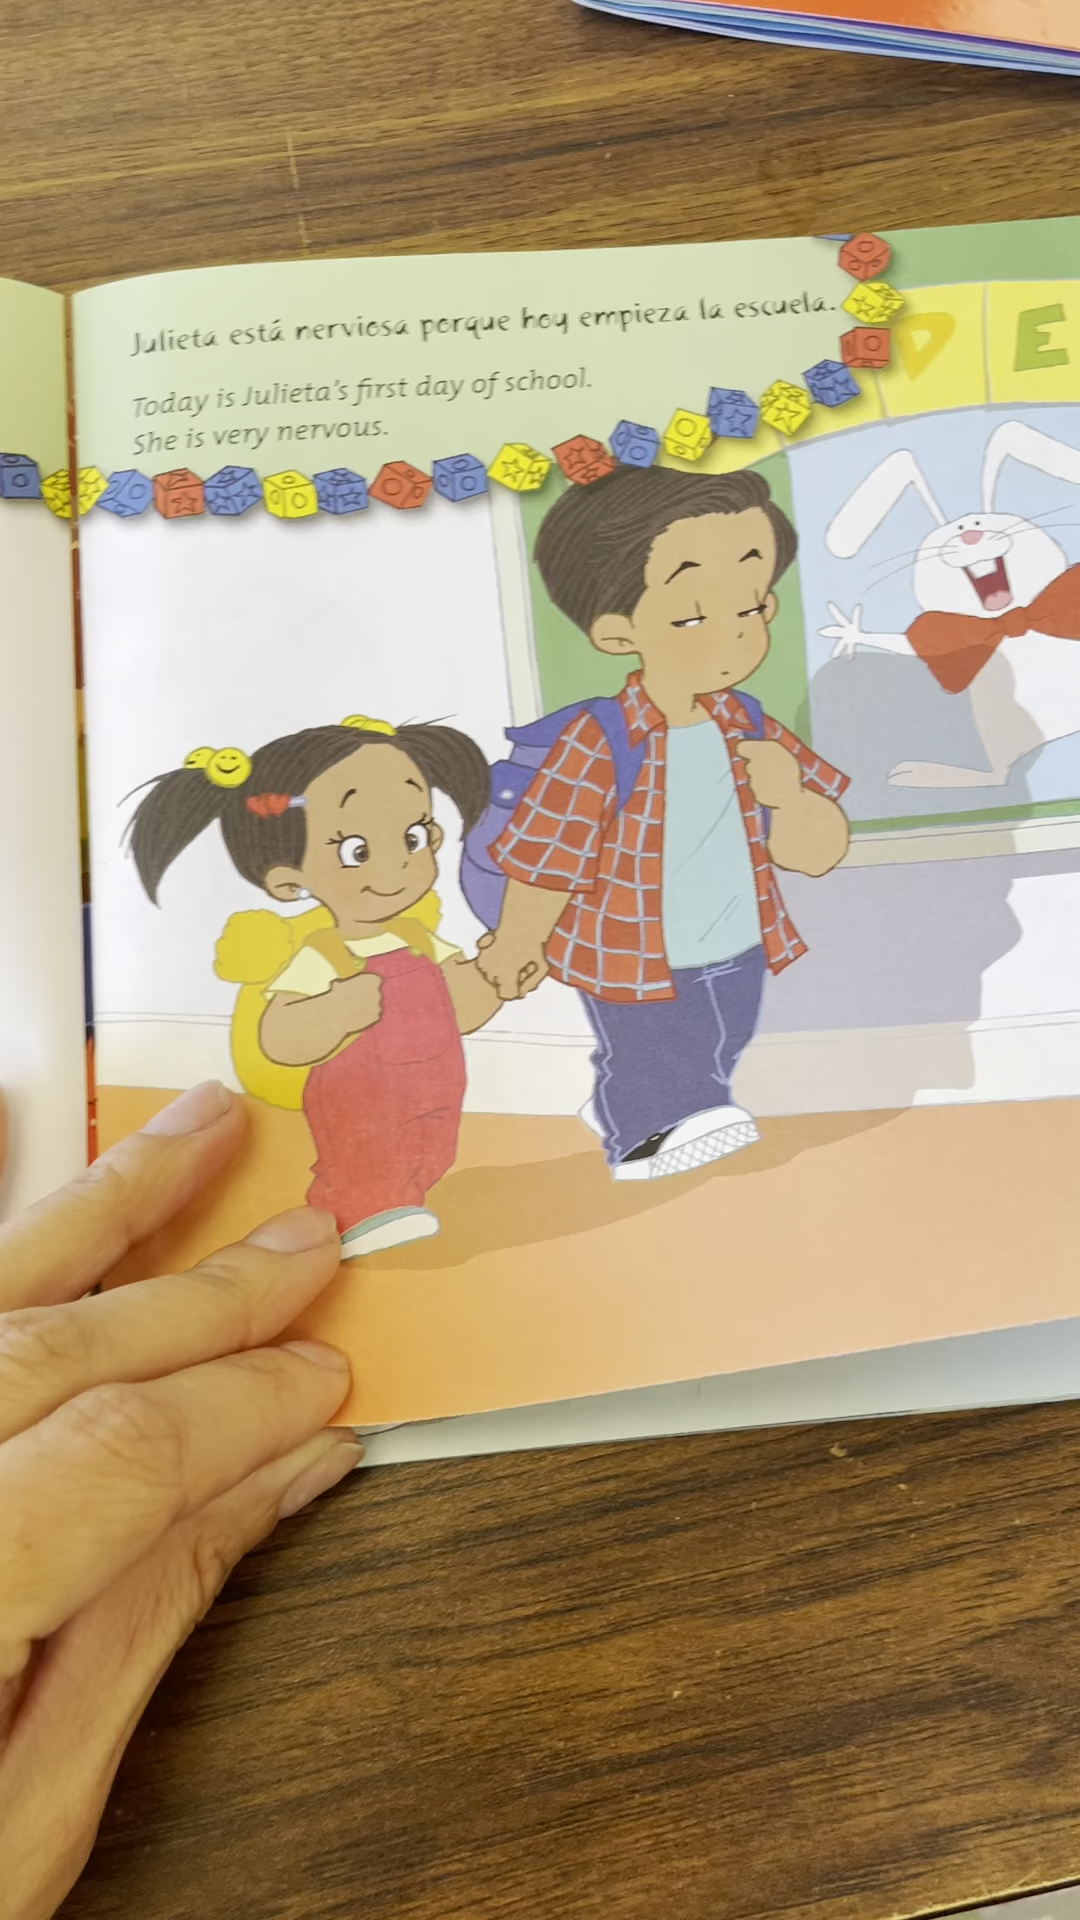 Julieta está nerviosa porque hoy empieza la escuela.
Today is Julieta's first day of school.
She is very nervous.
D E